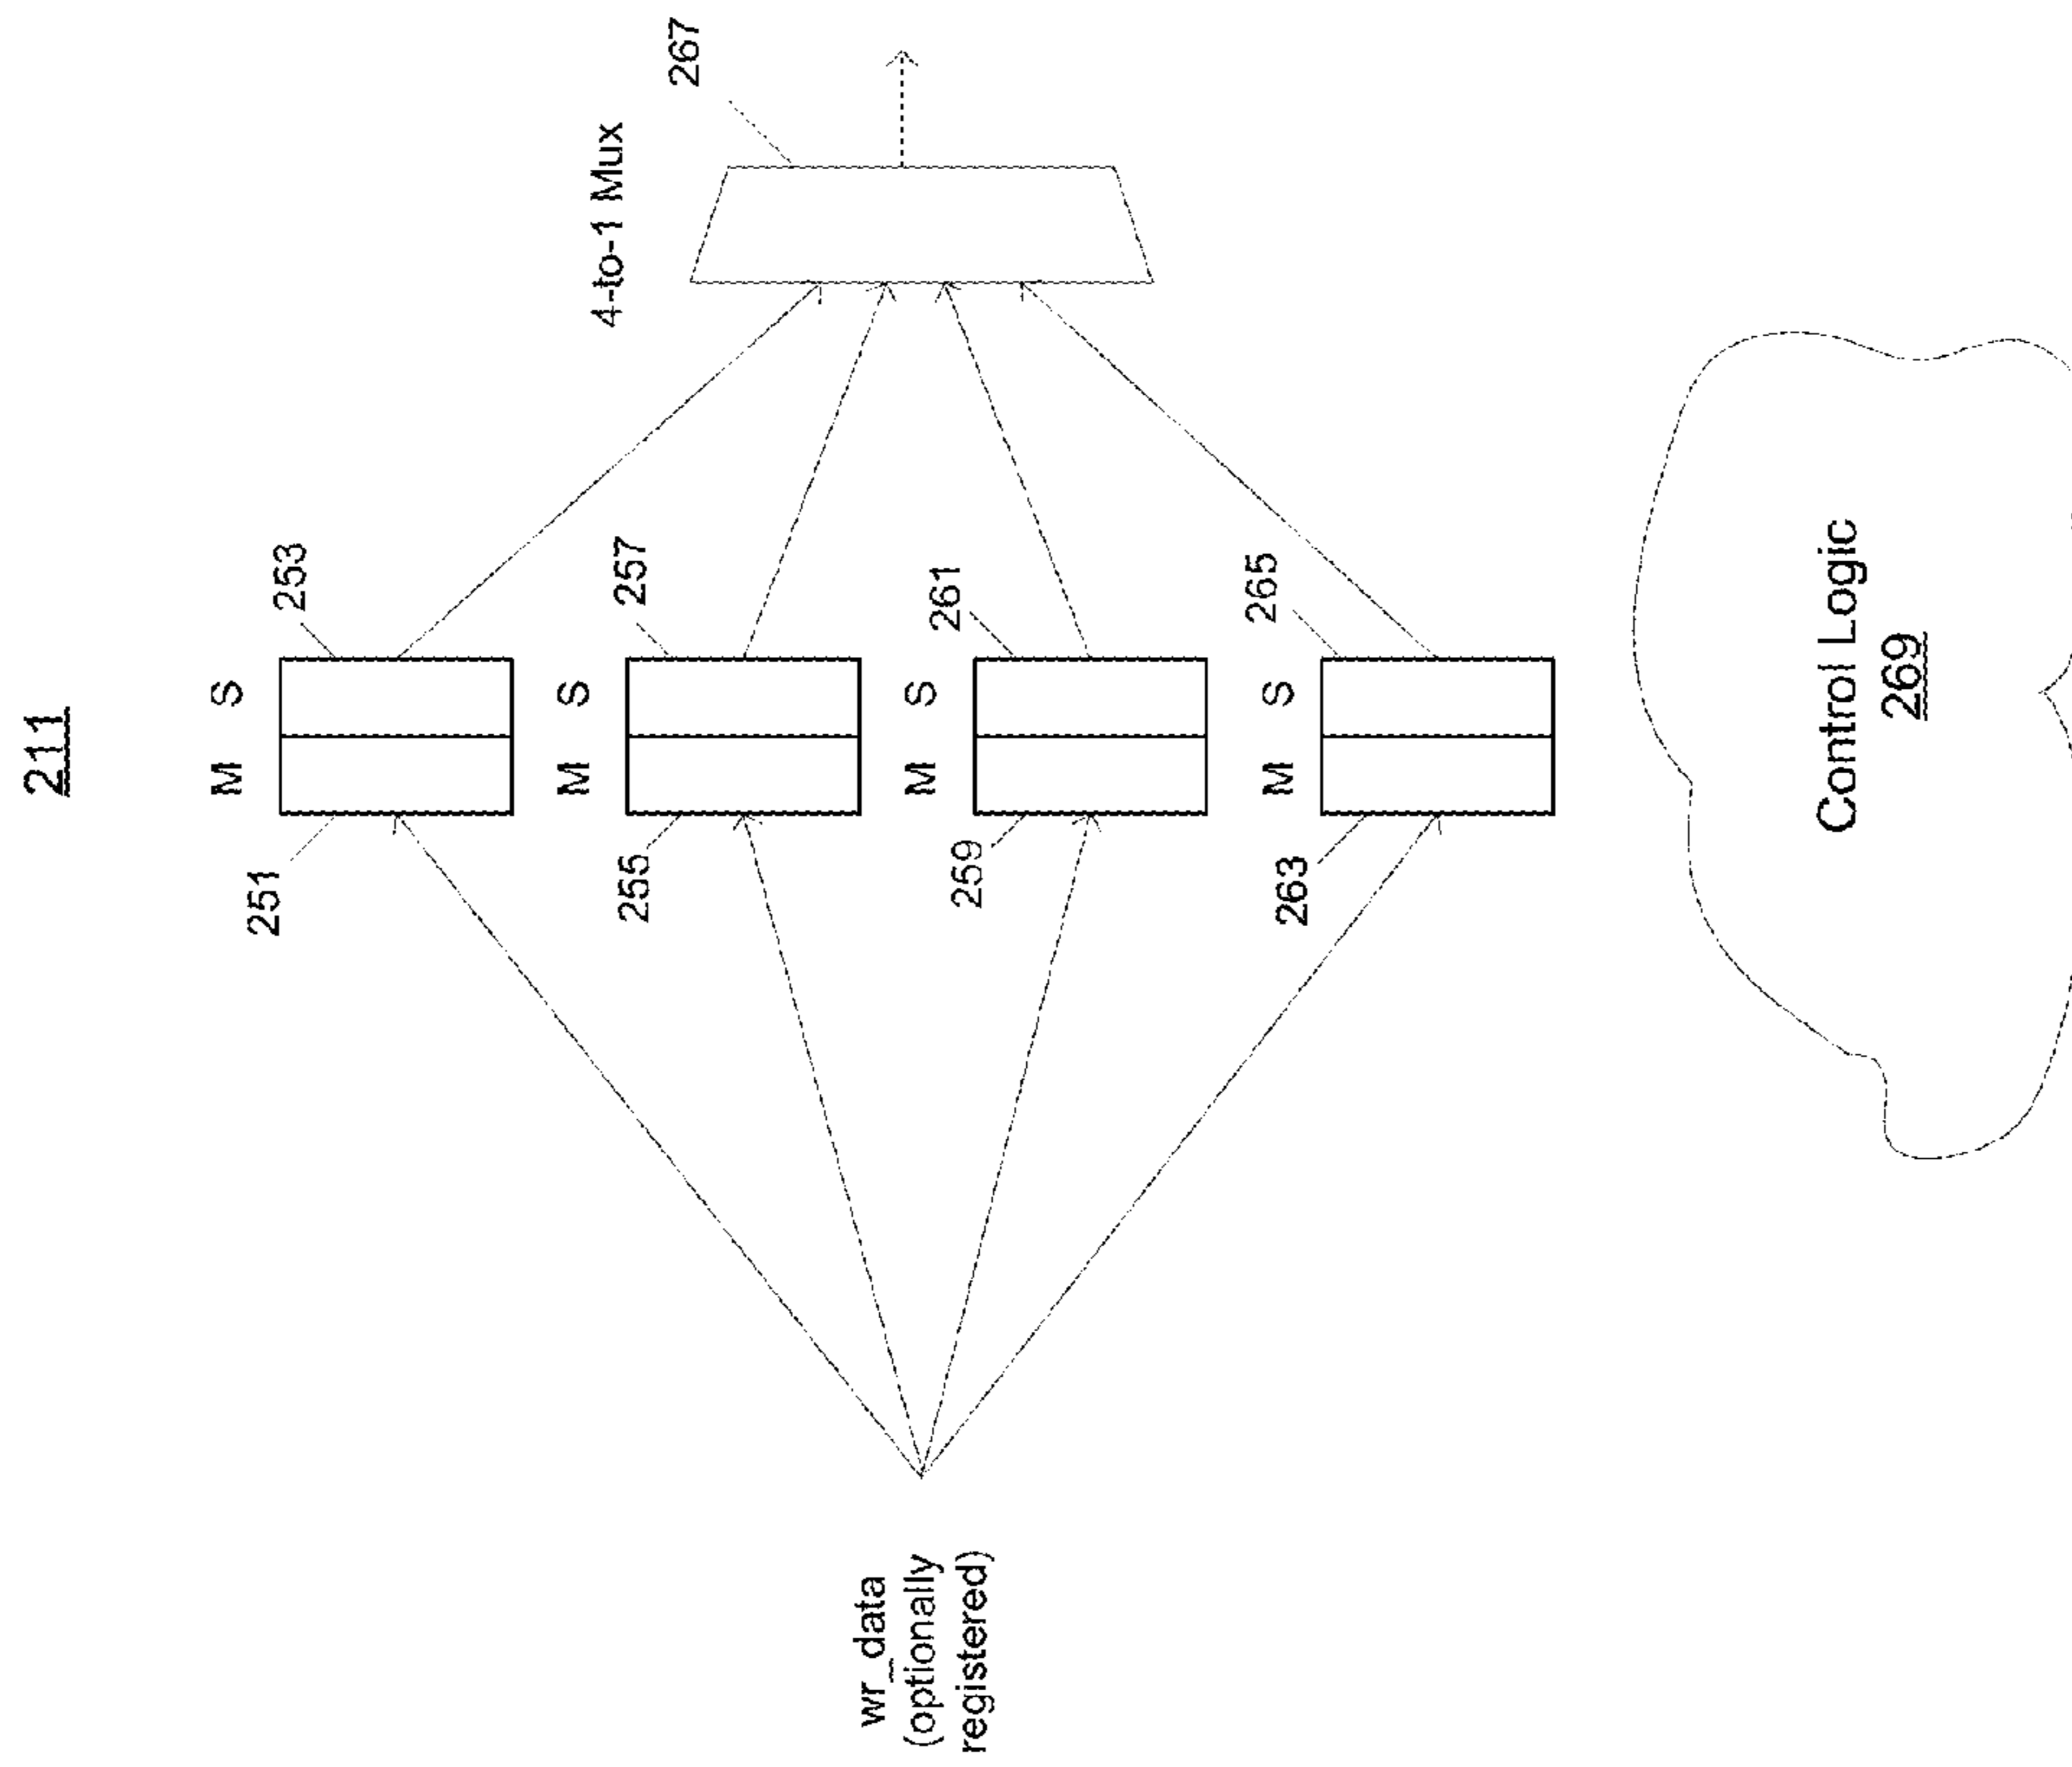 211
M S
251
253
M S
255
257
M S
259
261
M S
263
265
4-to-1 Mux
267
wr_data
(optionally
registered)
Control Logic
269